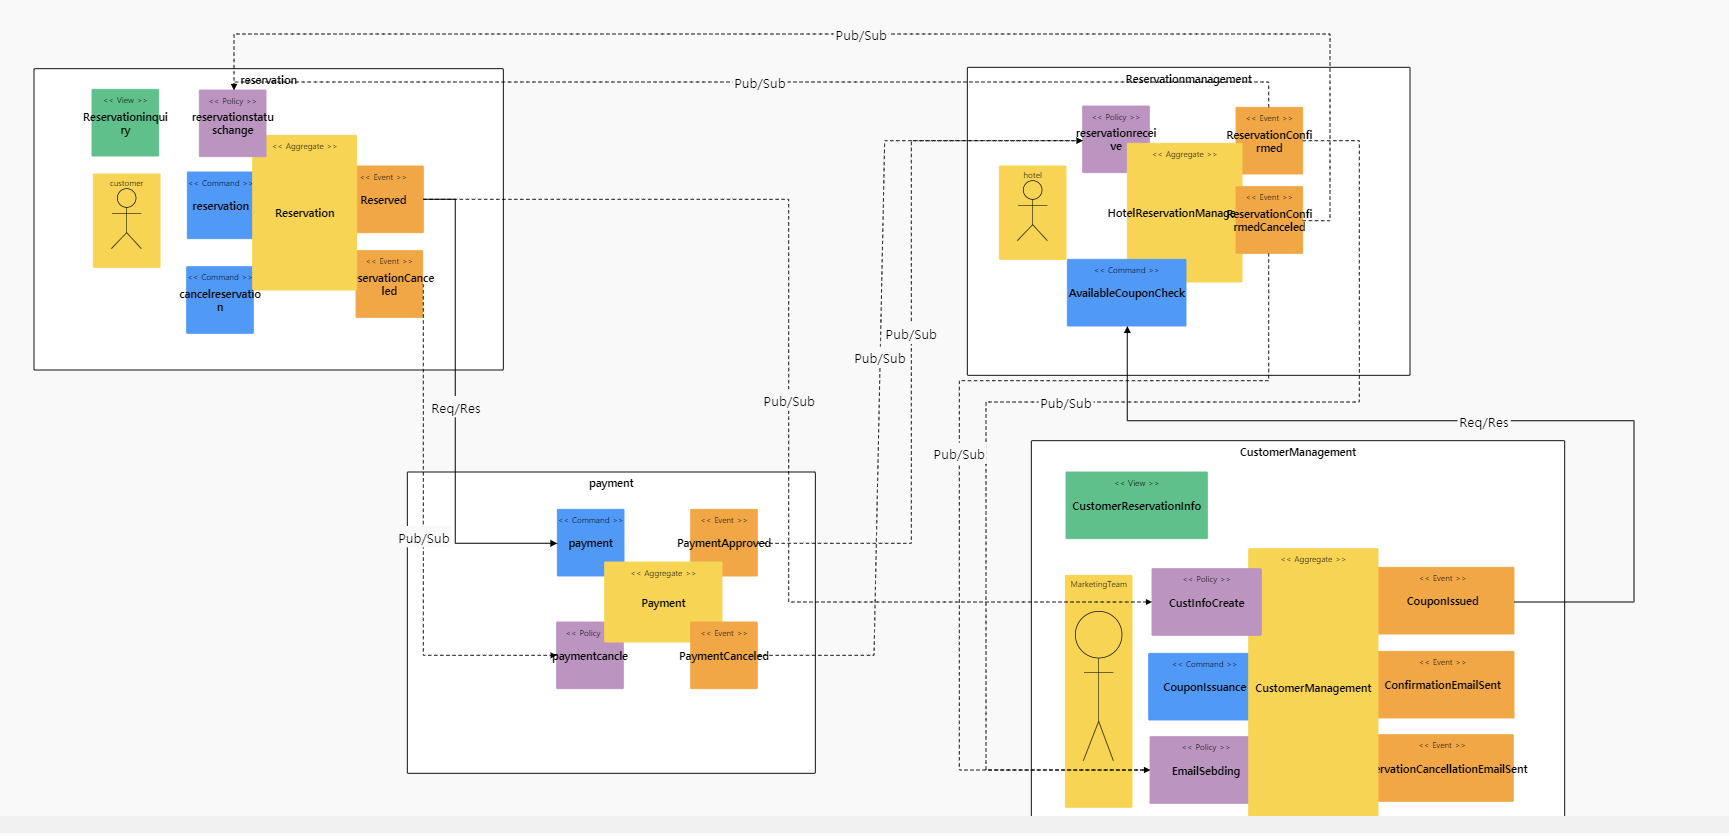 Pub/Sub
Pub/Sub
reservation
<< View >>
Reservationinqui
ry
<< Policy >>
reservationstatu
schange
<< Aggregate >>
Reservation
customer
<< Command >>
reservation
<< Event >>
Reserved
<< Command >>
cancelreservatio
n
<< Event >>
servationCance
led
Reservationmanagement
<< Policy >>
reservationrecei
ve
<< Event >>
ReservationConfi
rmed
<< Aggregate >>
HotelReservationManage
hotel
<< Event >>
ReservationConfi
rmedCanceled
<< Command >>
AvailableCouponCheck
Pub/Sub
Pub/Sub
Pub/Sub
Pub/Sub
Req/Res
Req/Res
Pub/Sub
Pub/Sub
payment
<< Command >>
payment
<< Event >>
PaymentApproved
<< Aggregate >>
Payment
<< Policy
paymentcancle
<< Event >>
PaymentCanceled
CustomerManagement
<< View >>
CustomerReservationInfo
<< Aggregate >>
CustomerManagement
MarketingTeam
<< Policy >>
CustInfoCreate
<< Event >>
CouponIssued
<< Command >>
CouponIssuance
<< Event >>
ConfirmationEmailSent
<< Policy >>
EmailSebding
<< Event >>
ervationCancellationEmailSent